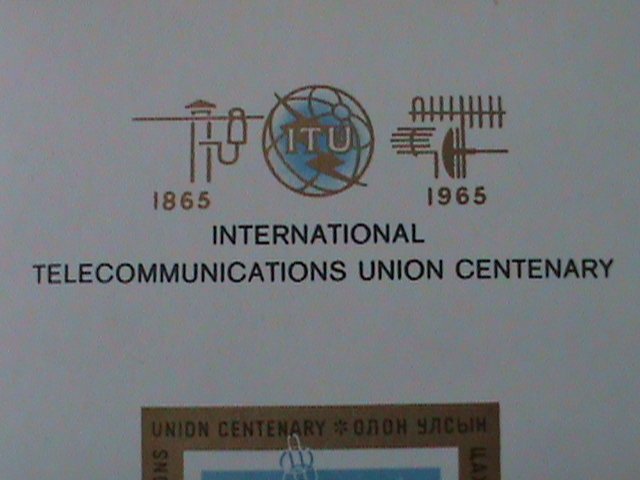 ITU
1865
1965
INTERNATIONAL
TELECOMMUNICATIONS UNION CENTENARY
UNION CENTENARY * ОЛОН УЛСЫН